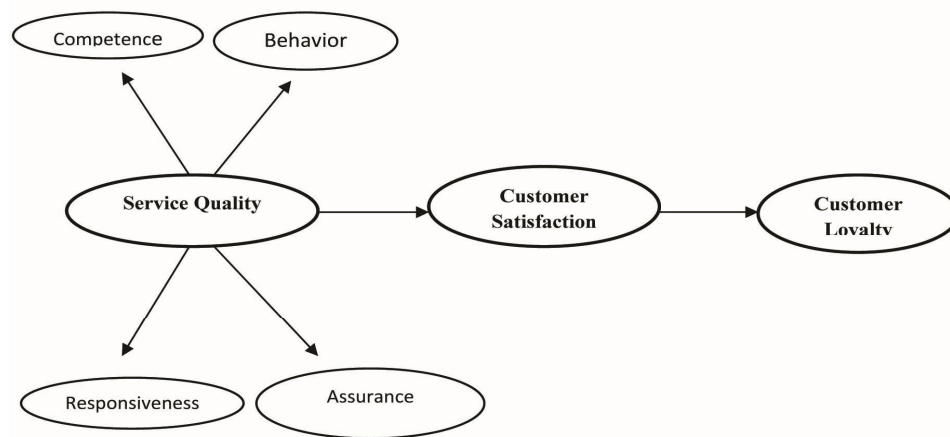 Competence
Behavior
Service Quality
Customer
Satisfaction
Customer
Loyalty
Responsiveness
Assurance